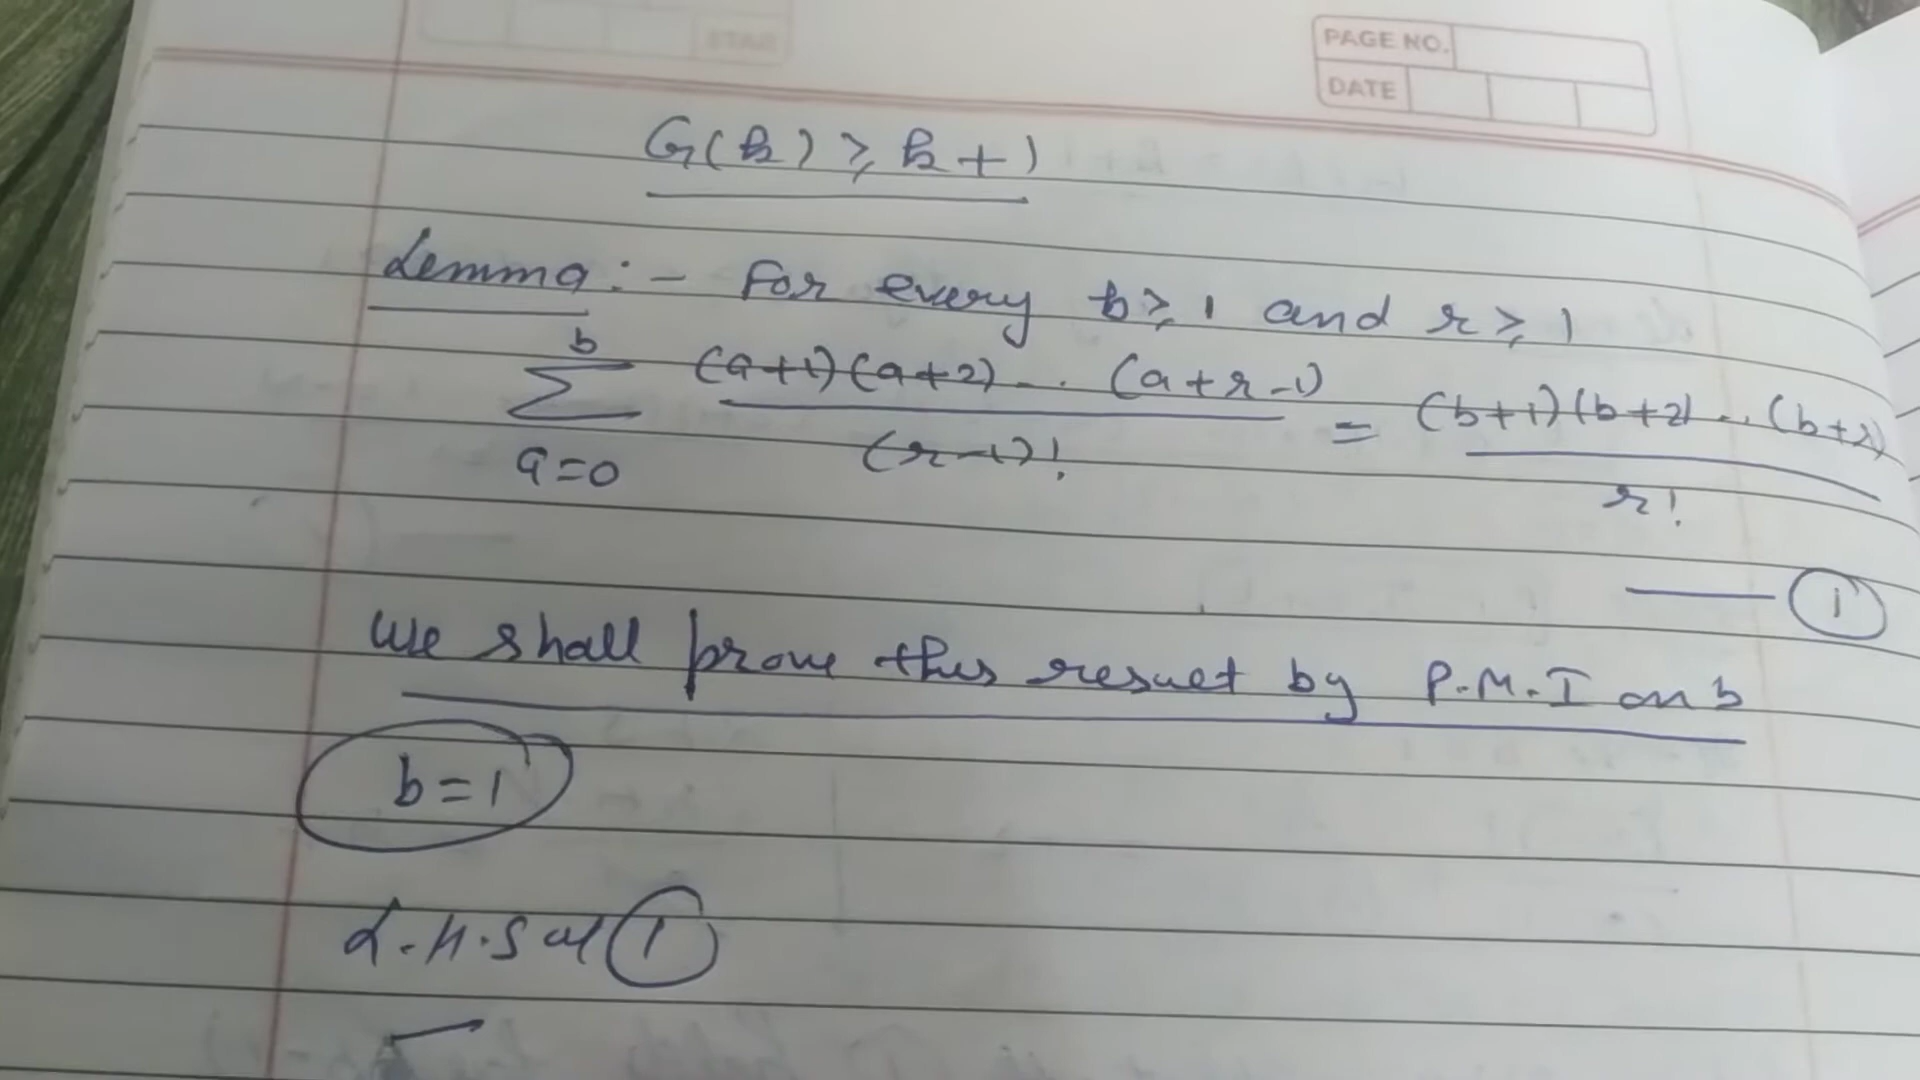 PAGE NO.
DATE
G(k) ≥ k + 1
Lemma :- For every b ≥ 1 and r ≥ 1
b
∑ (a+1)(a+2)... (a+r-1) = (b+1)(b+2)... (b+r)
a=0 (r-1)! r!
— 1
We shall prove this result by P.M.I on b
b=1
L.H.S of 1